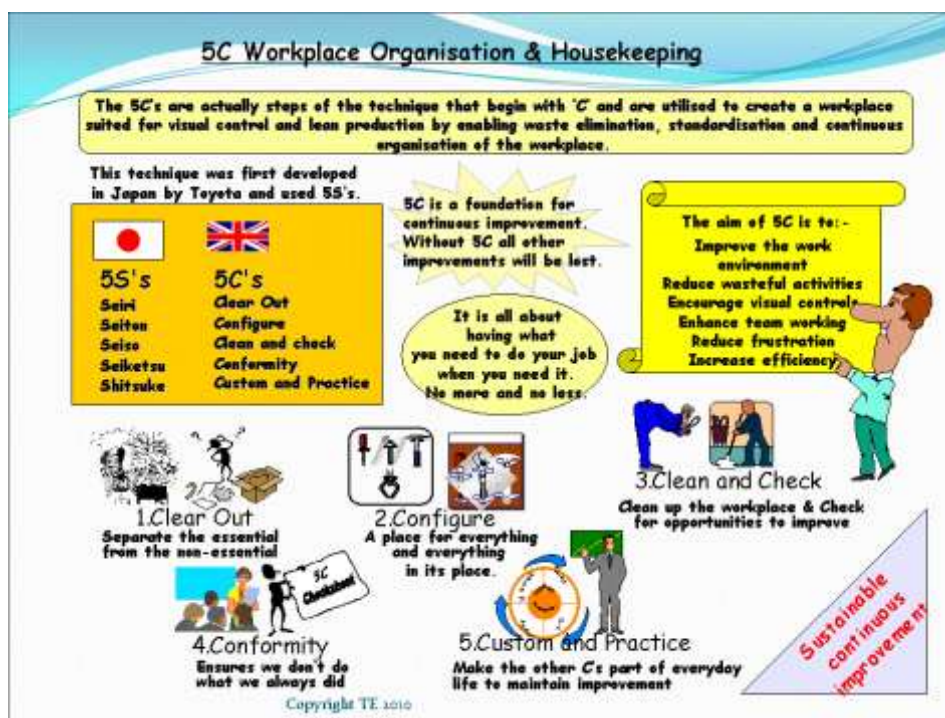 5C Workplace Organisation & Housekeeping
The 5C's are actually steps of the technique that begin with 'C' and are utilised to create a workplace
suited for visual control and lean production by enabling waste elimination, standardisation and continuous
organisation of the workplace.
This technique was first developed
in Japan by Toyota and used 5S's.
5S's
Seiri
Seiton
Seiso
Seiketsu
Shitsuke
5C's
Clear Out
Configure
Clean and check
Conformity
Custom and Practice
5C is a foundation for
continuous improvement.
Without 5C all other
improvements will be lost.
It is all about
having what
you need to do your job
when you need it.
No more and no less.
The aim of 5C is to:-
Improve the work
environment
Reduce wasteful activities
Encourage visual controls
Enhance team working
Reduce frustration
Increase efficiency
1.Clear Out
Separate the essential
from the non-essential
2.Configure
A place for everything
and everything
in its place.
3.Clean and Check
Clean up the workplace & Check
for opportunities to improve
5C
Checksheet
4.Conformity
Ensures we don't do
what we always did
5.Custom and Practice
Make the other C's part of everyday
life to maintain improvement
Sustainable
continuous
improvement
Copyright TE 2010